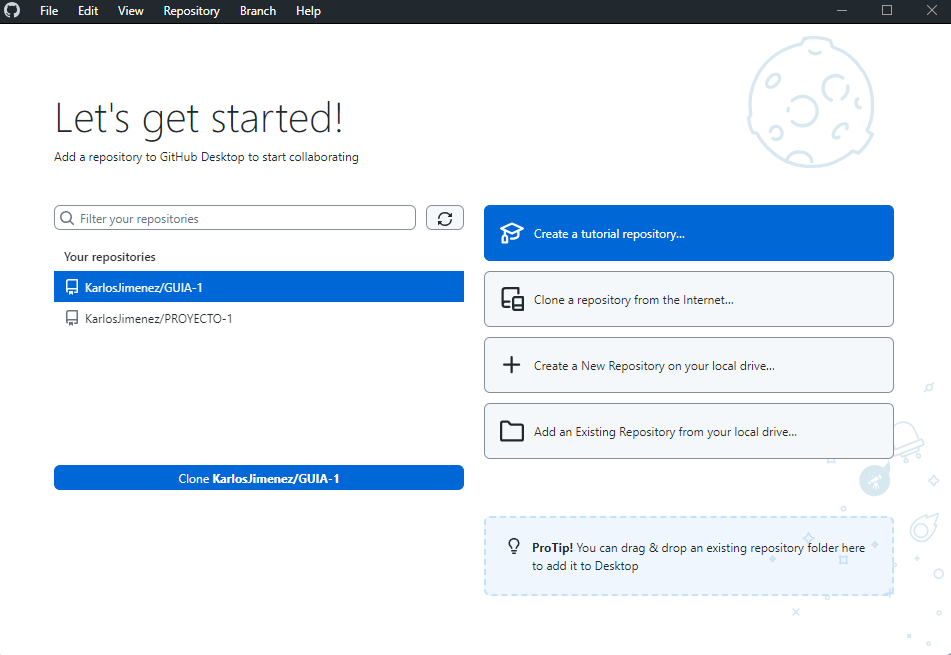 File Edit View Repository Branch Help
Let's get started!
Add a repository to GitHub Desktop to start collaborating
Filter your repositories
Your repositories
KarlosJimenez/GUIA-1
KarlosJimenez/PROYECTO-1
Clone KarlosJimenez/GUIA-1
Create a tutorial repository...
Clone a repository from the Internet...
Create a New Repository on your local drive...
Add an Existing Repository from your local drive...
ProTip! You can drag & drop an existing repository folder here
to add it to Desktop